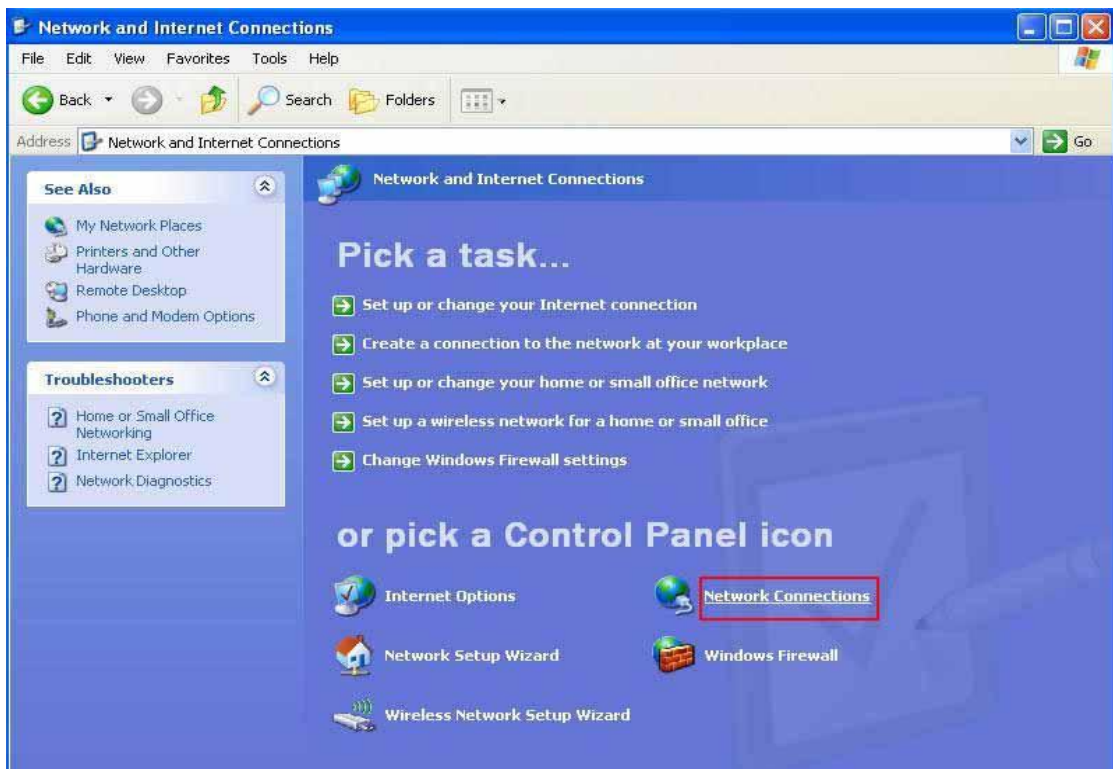 Network and Internet Connections
File Edit View Favorites Tools Help
Back Search Folders
Address Network and Internet Connections Go
See Also
My Network Places
Printers and Other
Hardware
Remote Desktop
Phone and Modem Options
Troubleshooters
? Home or Small Office
Networking
? Internet Explorer
? Network Diagnostics
Network and Internet Connections
Pick a task...
Set up or change your Internet connection
Create a connection to the network at your workplace
Set up or change your home or small office network
Set up a wireless network for a home or small office
Change Windows Firewall settings
or pick a Control Panel icon
Internet Options Network Connections
Network Setup Wizard Windows Firewall
Wireless Network Setup Wizard